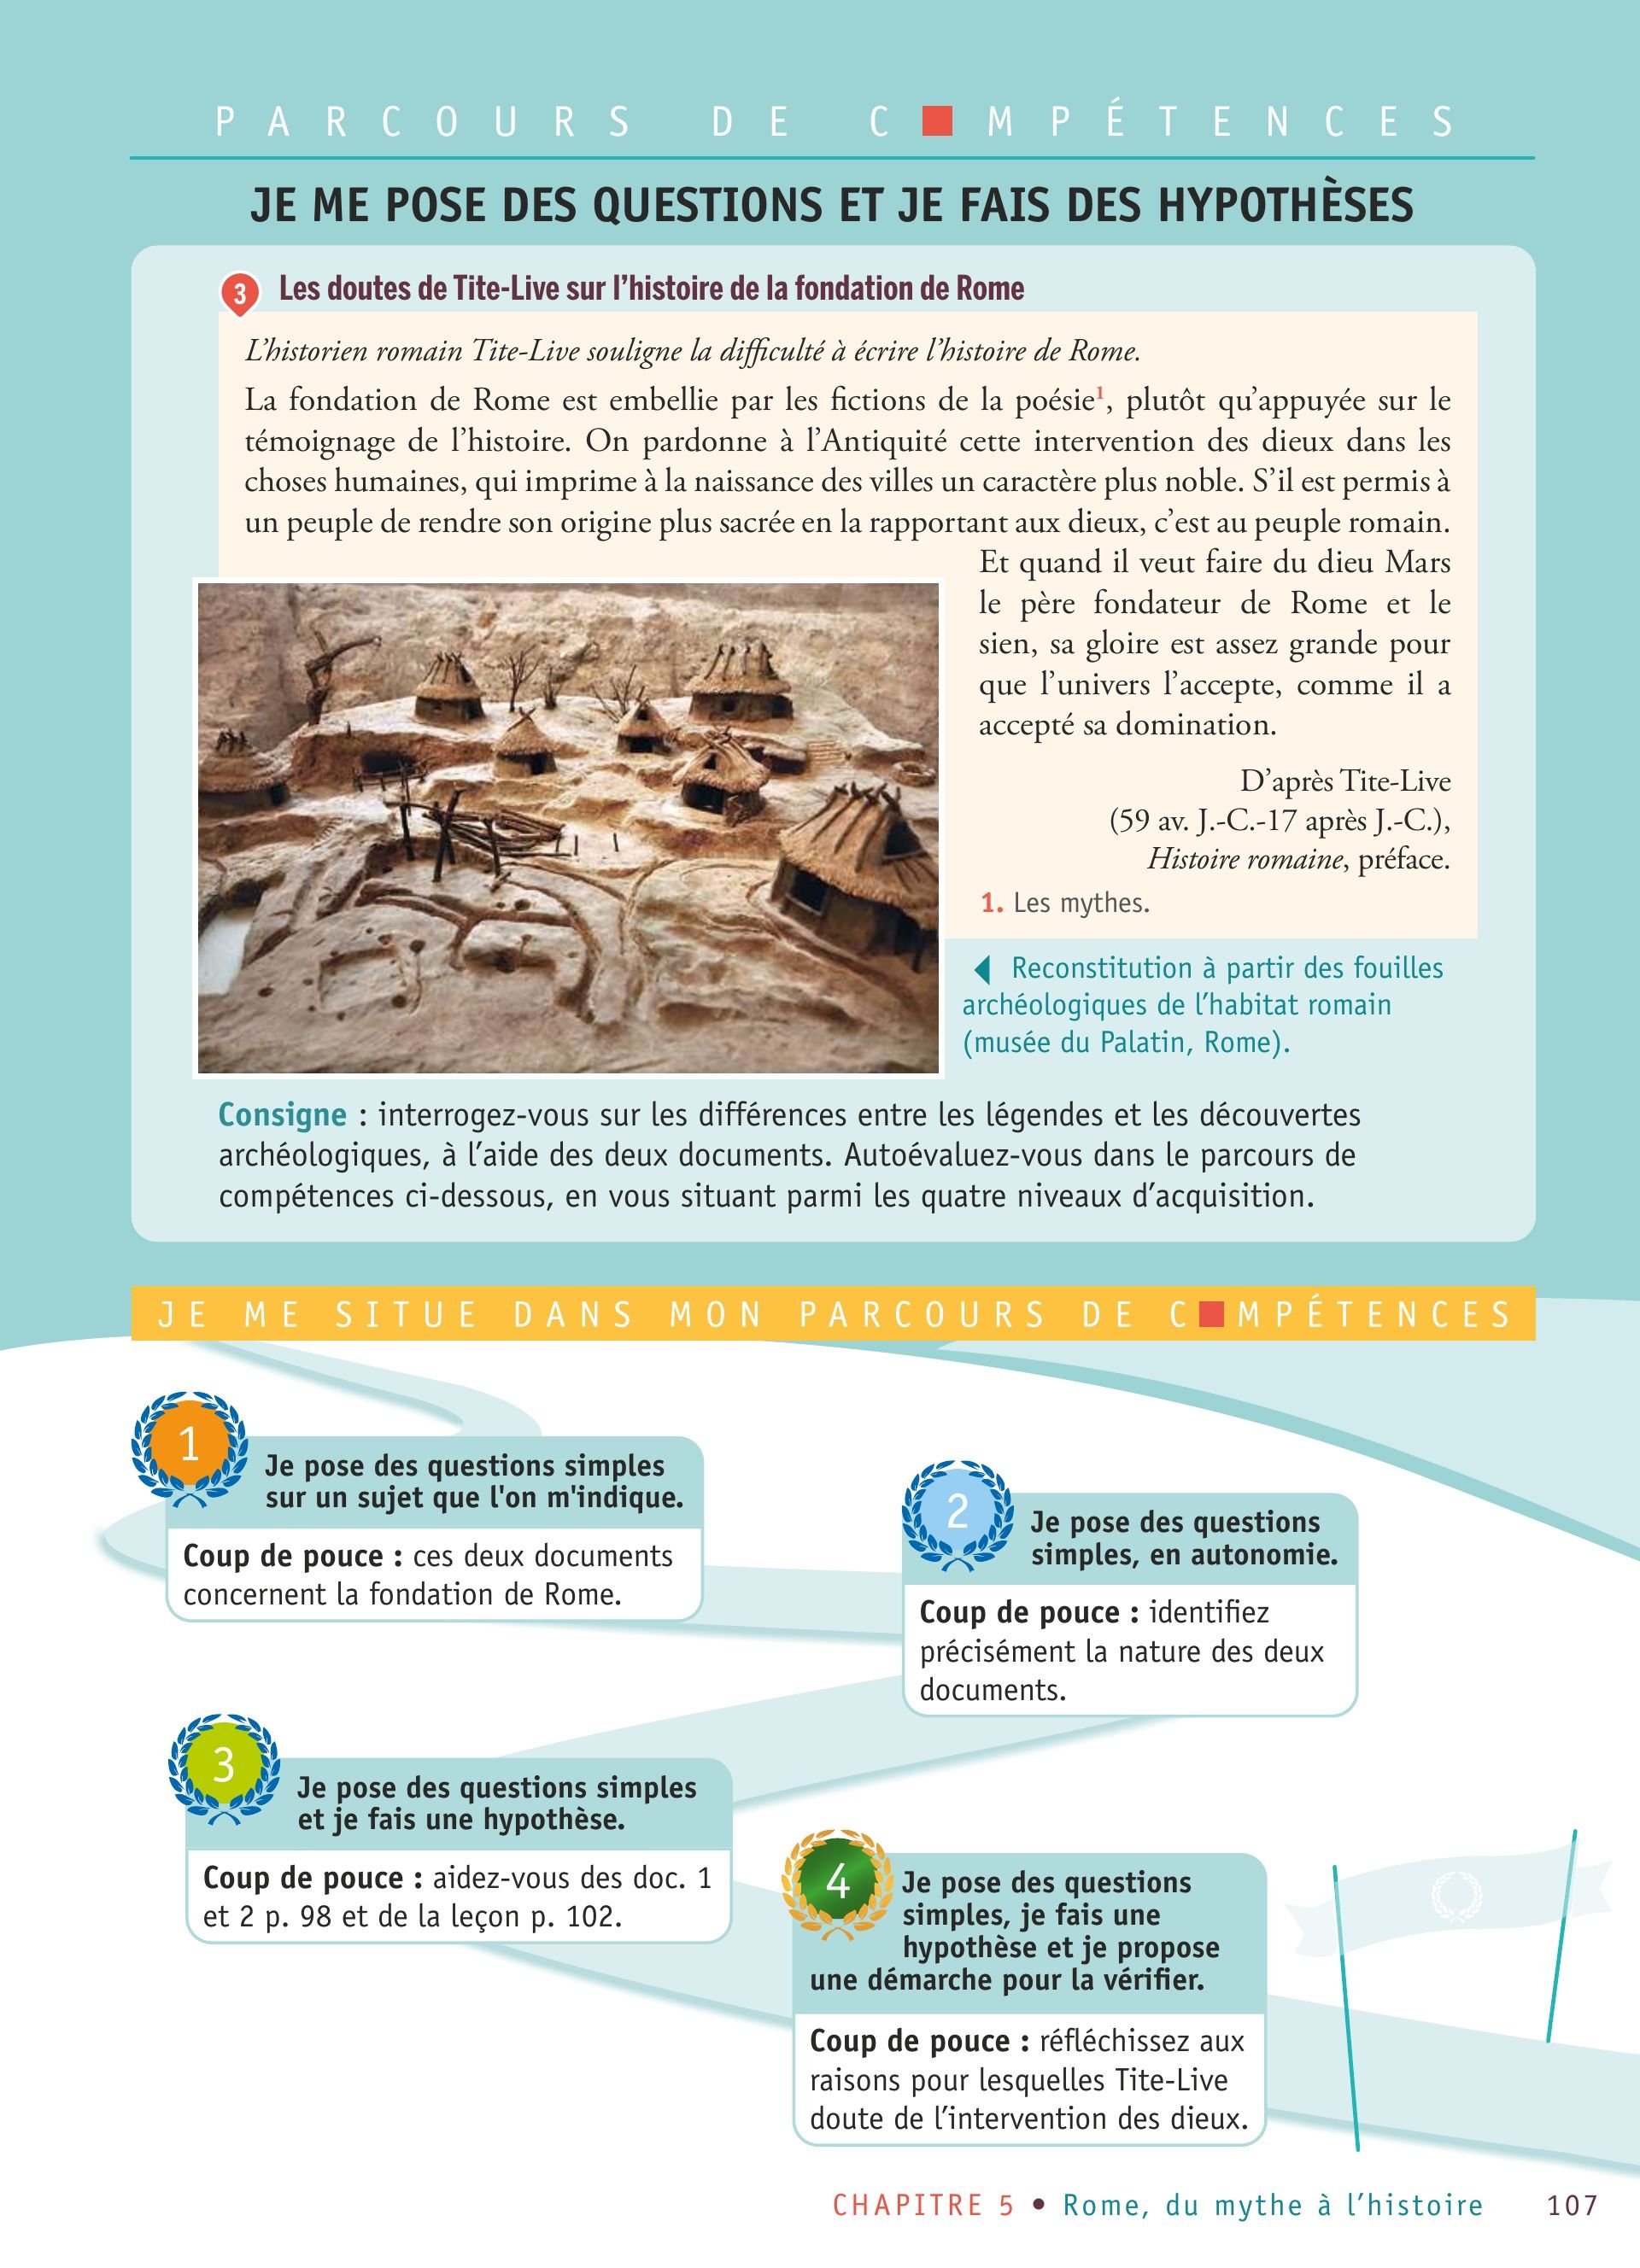 PARCOURS DE C■MPÉTENCES
JE ME POSE DES QUESTIONS ET JE FAIS DES HYPOTHÈSES
3 Les doutes de Tite-Live sur l'histoire de la fondation de Rome
L'historien romain Tite-Live souligne la difficulté à écrire l'histoire de Rome.
La fondation de Rome est embellie par les fictions de la poésie1, plutôt qu'appuyée sur le
témoignage de l'histoire. On pardonne à l'Antiquité cette intervention des dieux dans les
choses humaines, qui imprime à la naissance des villes un caractère plus noble. S'il est permis à
un peuple de rendre son origine plus sacrée en la rapportant aux dieux, c'est au peuple romain.
Et quand il veut faire du dieu Mars
le père fondateur de Rome et le
sien, sa gloire est assez grande pour
que l'univers l'accepte, comme il a
accepté sa domination.
D'après Tite-Live
(59 av. J.-C.-17 après J.-C.),
Histoire romaine, préface.
1. Les mythes.
◀ Reconstitution à partir des fouilles
archéologiques de l'habitat romain
(musée du Palatin, Rome).
Consigne : interrogez-vous sur les différences entre les légendes et les découvertes
archéologiques, à l'aide des deux documents. Autoévaluez-vous dans le parcours de
compétences ci-dessous, en vous situant parmi les quatre niveaux d'acquisition.
JE ME SITUE DANS MON PARCOURS DE C■MPÉTENCES
1
Je pose des questions simples
sur un sujet que l'on m'indique.
Coup de pouce : ces deux documents
concernent la fondation de Rome.
2
Je pose des questions
simples, en autonomie.
Coup de pouce : identifiez
précisément la nature des deux
documents.
3
Je pose des questions simples
et je fais une hypothèse.
Coup de pouce : aidez-vous des doc. 1
et 2 p. 98 et de la leçon p. 102.
4
Je pose des questions
simples, je fais une
hypothèse et je propose
une démarche pour la vérifier.
Coup de pouce : réfléchissez aux
raisons pour lesquelles Tite-Live
doute de l'intervention des dieux.
CHAPITRE 5 • Rome, du mythe à l'histoire 107